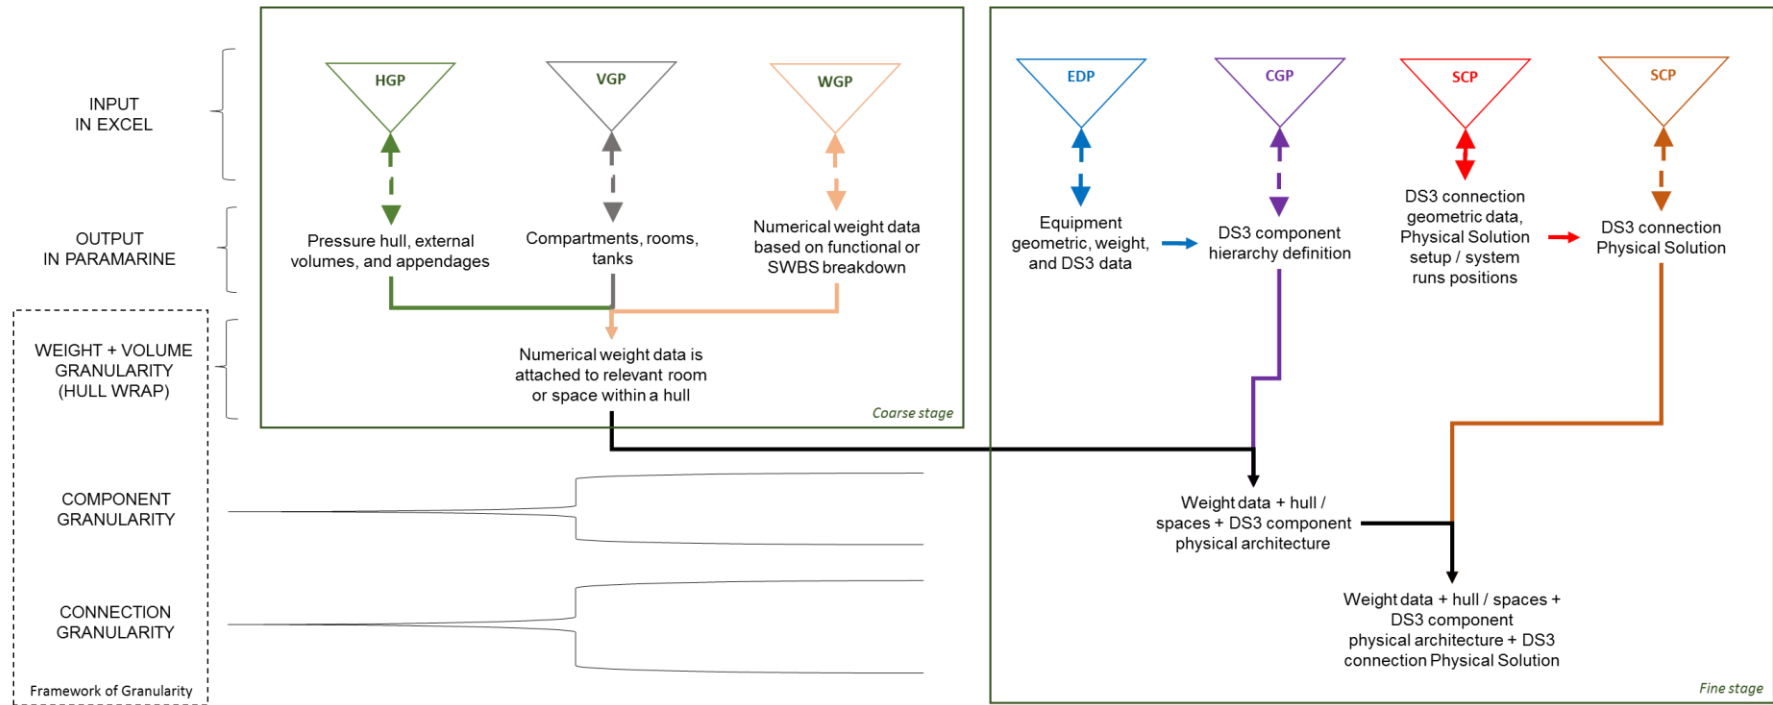 INPUT
IN EXCEL
HGP
VGP
WGP
EDP
CGP
SCP
SCP
OUTPUT
IN PARAMARINE
Pressure hull, external
volumes, and appendages
Compartments, rooms,
tanks
Numerical weight data
based on functional or
SWBS breakdown
Equipment
geometric, weight,
and DS3 data
DS3 component
hierarchy definition
DS3 connection
geometric data,
Physical Solution
setup / system
runs positions
DS3 connection
Physical Solution
WEIGHT + VOLUME
GRANULARITY
(HULL WRAP)
Numerical weight data is
attached to relevant room
or space within a hull
Coarse stage
COMPONENT
GRANULARITY
Weight data + hull /
spaces + DS3 component
physical architecture
CONNECTION
GRANULARITY
Weight data + hull / spaces +
DS3 component
physical architecture + DS3
connection Physical Solution
Framework of Granularity
Fine stage